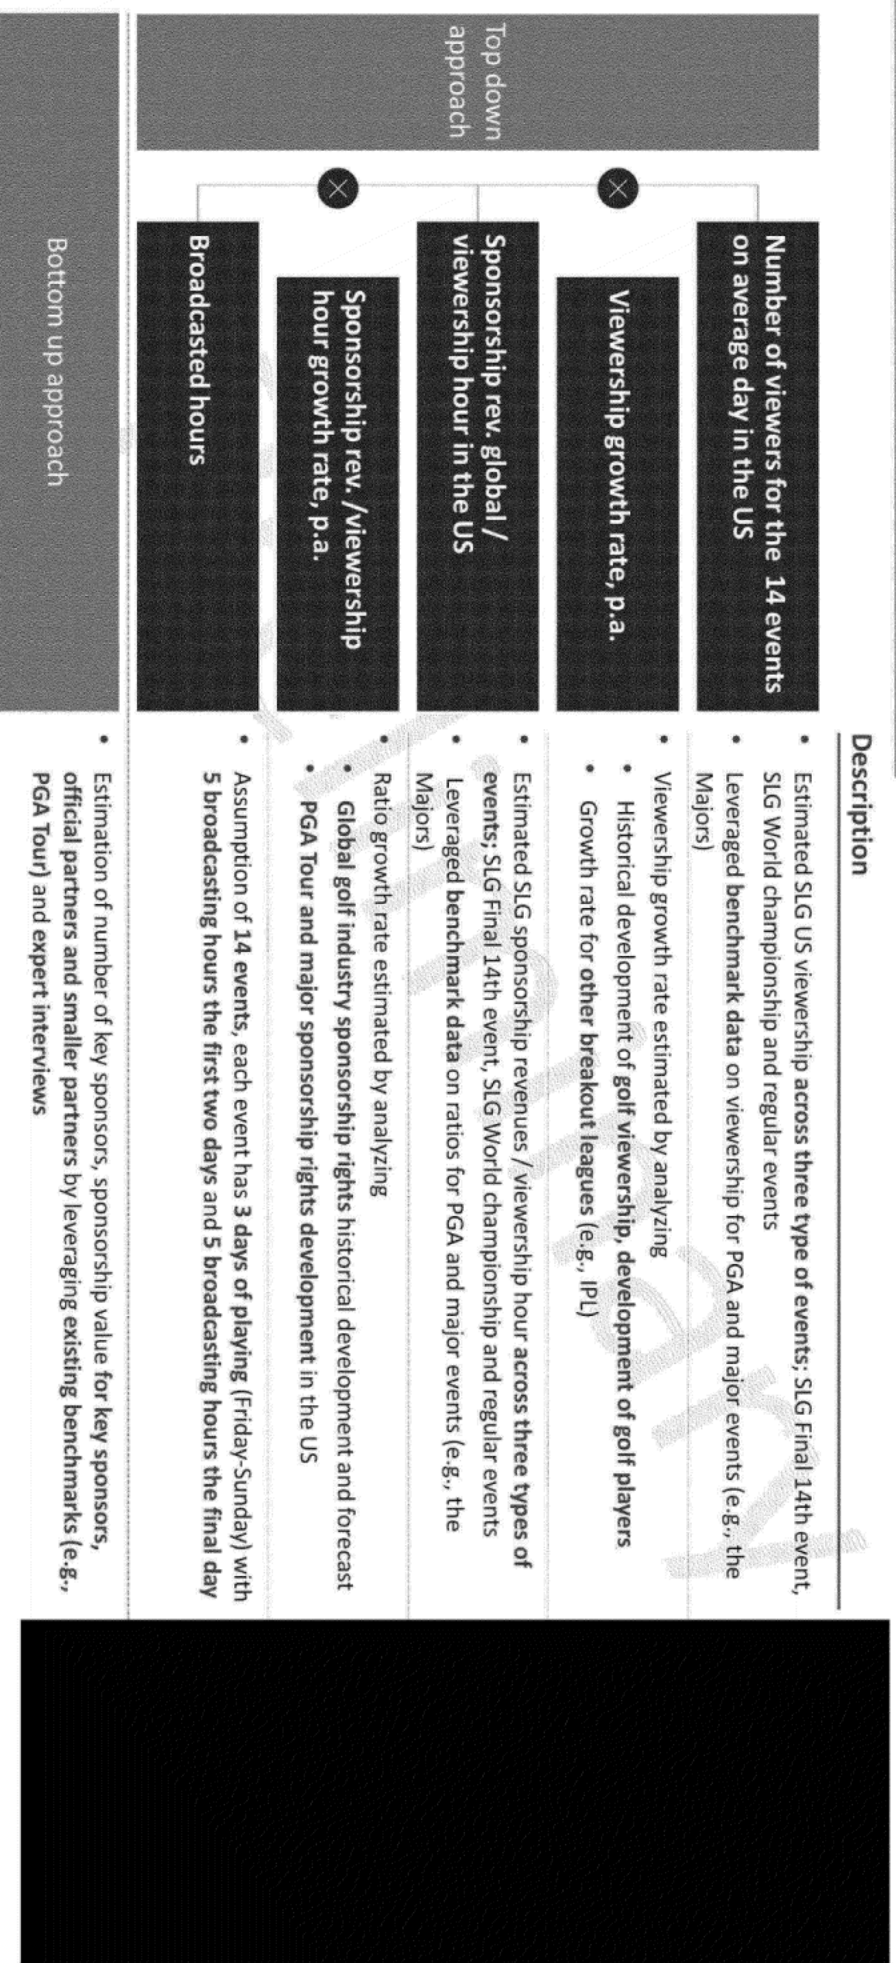 Description
Top down
approach
Number of viewers for the 14 events
on average day in the US
• Estimated SLG US viewership across three type of events; SLG Final 14th event,
SLG World championship and regular events
• Leveraged benchmark data on viewership for PGA and major events (e.g., the
Majors)
Viewership growth rate, p.a.
• Viewership growth rate estimated by analyzing
• Historical development of golf viewership, development of golf players
• Growth rate for other breakout leagues (e.g., IPL)
Sponsorship rev. global /
viewership hour in the US
• Estimated SLG sponsorship revenues / viewership hour across three types of
events; SLG Final 14th event, SLG World championship and regular events
• Leveraged benchmark data on ratios for PGA and major events (e.g., the
Majors)
Sponsorship rev. /viewership
hour growth rate, p.a.
• Ratio growth rate estimated by analyzing
• Global golf industry sponsorship rights historical development and forecast
• PGA Tour and major sponsorship rights development in the US
Broadcasted hours
• Assumption of 14 events, each event has 3 days of playing (Friday-Sunday) with
5 broadcasting hours the first two days and 5 broadcasting hours the final day
Bottom up approach
• Estimation of number of key sponsors, sponsorship value for key sponsors,
official partners and smaller partners by leveraging existing benchmarks (e.g.,
PGA Tour) and expert interviews